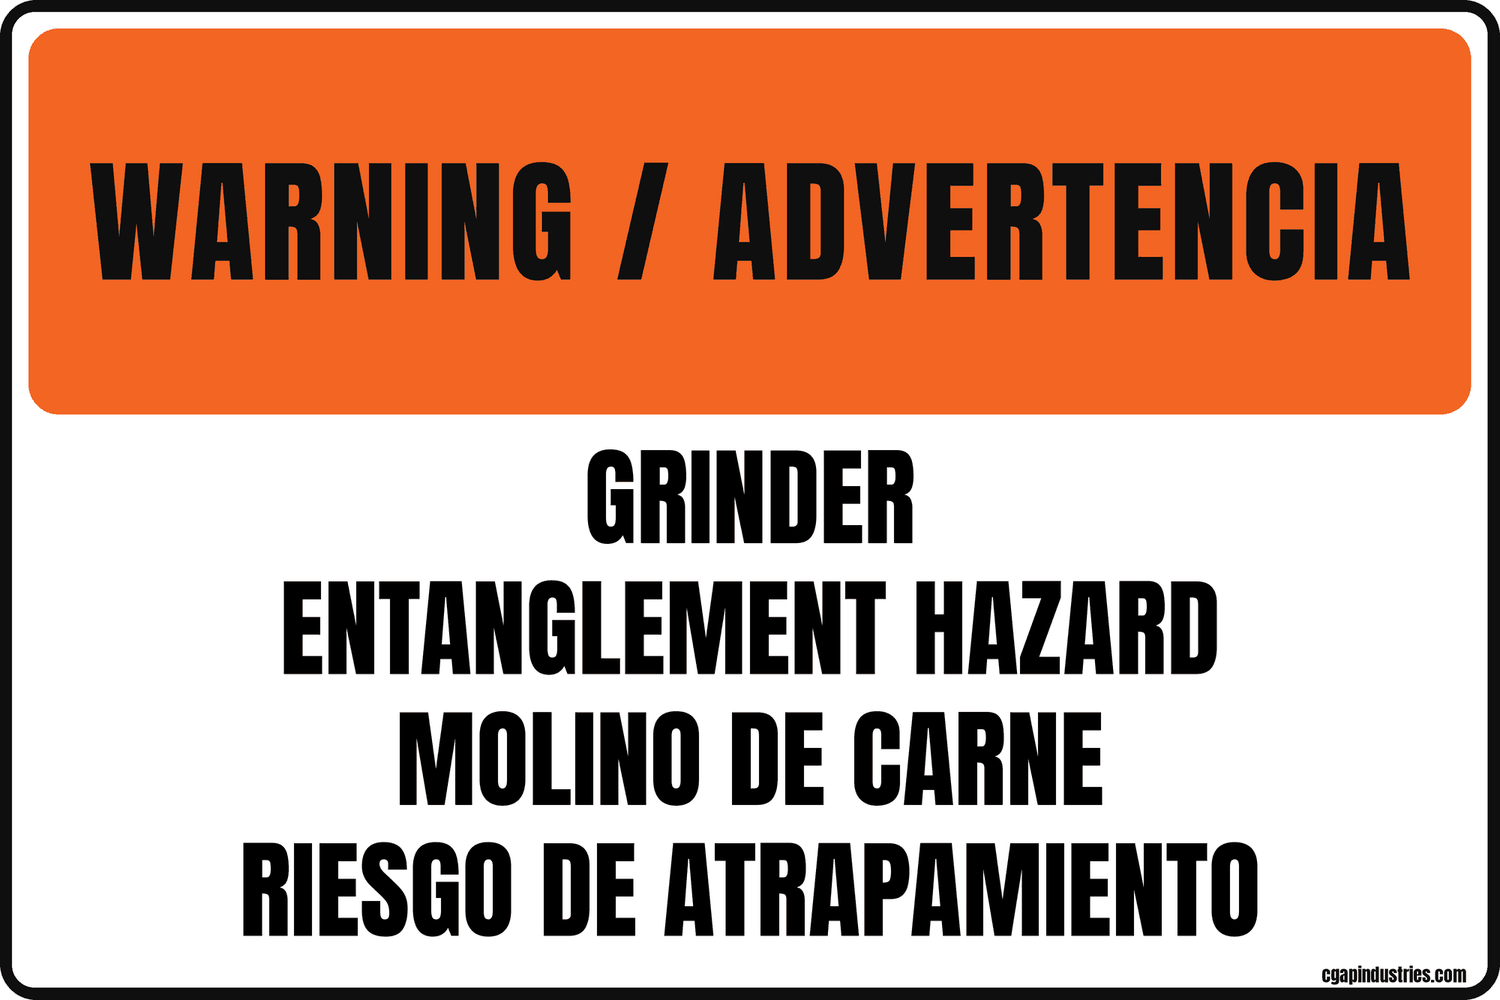 WARNING / ADVERTENCIA
GRINDER
ENTANGLEMENT HAZARD
MOLINO DE CARNE
RIESGO DE ATRAPAMIENTO
cgapindustries.com